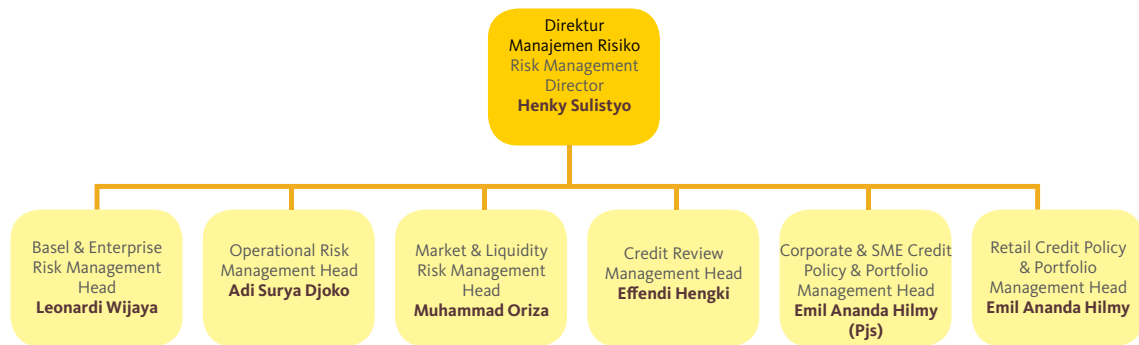 Direktur
Manajemen Risiko
Risk Management
Director
Henky Sulistyo
Basel & Enterprise
Risk Management
Head
Leonardi Wijaya
Operational Risk
Management Head
Adi Surya Djoko
Market & Liquidity
Risk Management
Head
Muhammad Oriza
Credit Review
Management Head
Effendi Hengki
Corporate & SME Credit
Policy & Portfolio
Management Head
Emil Ananda Hilmy
(Pjs)
Retail Credit Policy
& Portfolio
Management Head
Emil Ananda Hilmy